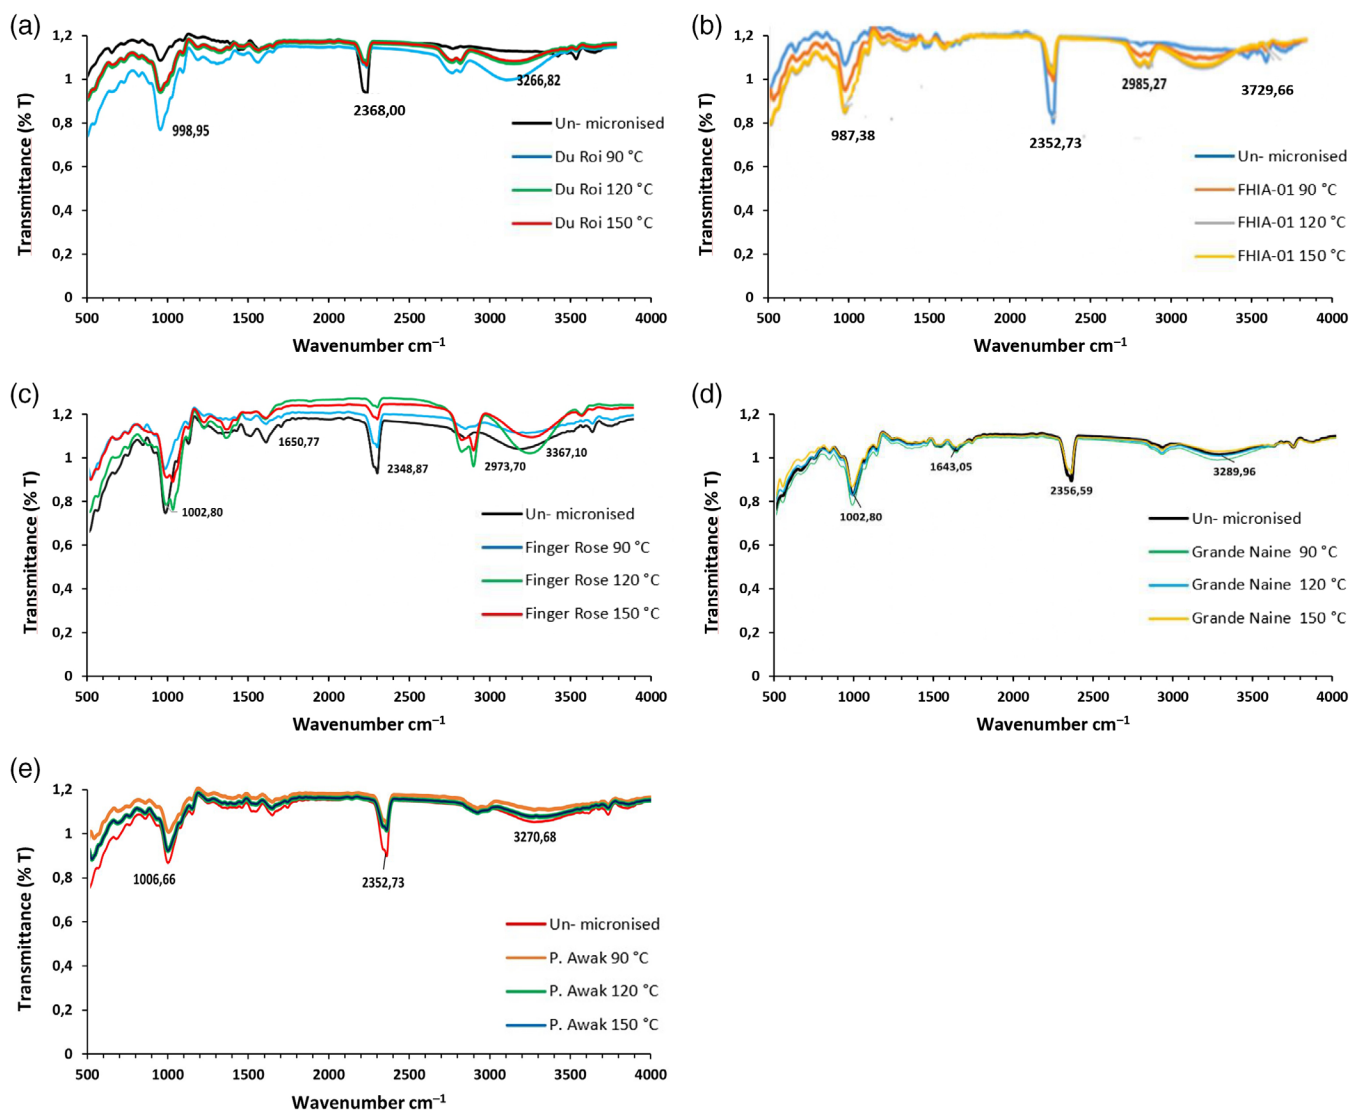 (a)
Transmittance (% T)
1,2
1
0,8
0,6
0,4
0,2
0
998,95
2368,00
3266,82
Un- micronised
Du Roi 90 °C
Du Roi 120 °C
Du Roi 150 °C
500 1000 1500 2000 2500 3000 3500 4000
Wavenumber cm–1
(b)
Transmittance (% T)
1,2
1
0,8
0,6
0,4
0,2
0
987,38
2352,73
2985,27
3729,66
Un- micronised
FHIA-01 90 °C
FHIA-01 120 °C
FHIA-01 150 °C
500 1000 1500 2000 2500 3000 3500 4000
Wavenumber cm–1
(c)
Transmittance (% T)
1,2
1
0,8
0,6
0,4
0,2
0
1002,80
1650,77
2348,87
2973,70
3367,10
Un- micronised
Finger Rose 90 °C
Finger Rose 120 °C
Finger Rose 150 °C
500 1000 1500 2000 2500 3000 3500 4000
Wavenumber cm–1
(d)
Transmittance (% T)
1,2
1
0,8
0,6
0,4
0,2
0
1002,80
1643,05
2356,59
3289,96
Un- micronised
Grande Naine 90 °C
Grande Naine 120 °C
Grande Naine 150 °C
500 1000 1500 2000 2500 3000 3500 4000
Wavenumber cm–1
(e)
Transmittance (% T)
1,2
1
0,8
0,6
0,4
0,2
0
1006,66
2352,73
3270,68
Un- micronised
P. Awak 90 °C
P. Awak 120 °C
P. Awak 150 °C
500 1000 1500 2000 2500 3000 3500 4000
Wavenumber cm–1